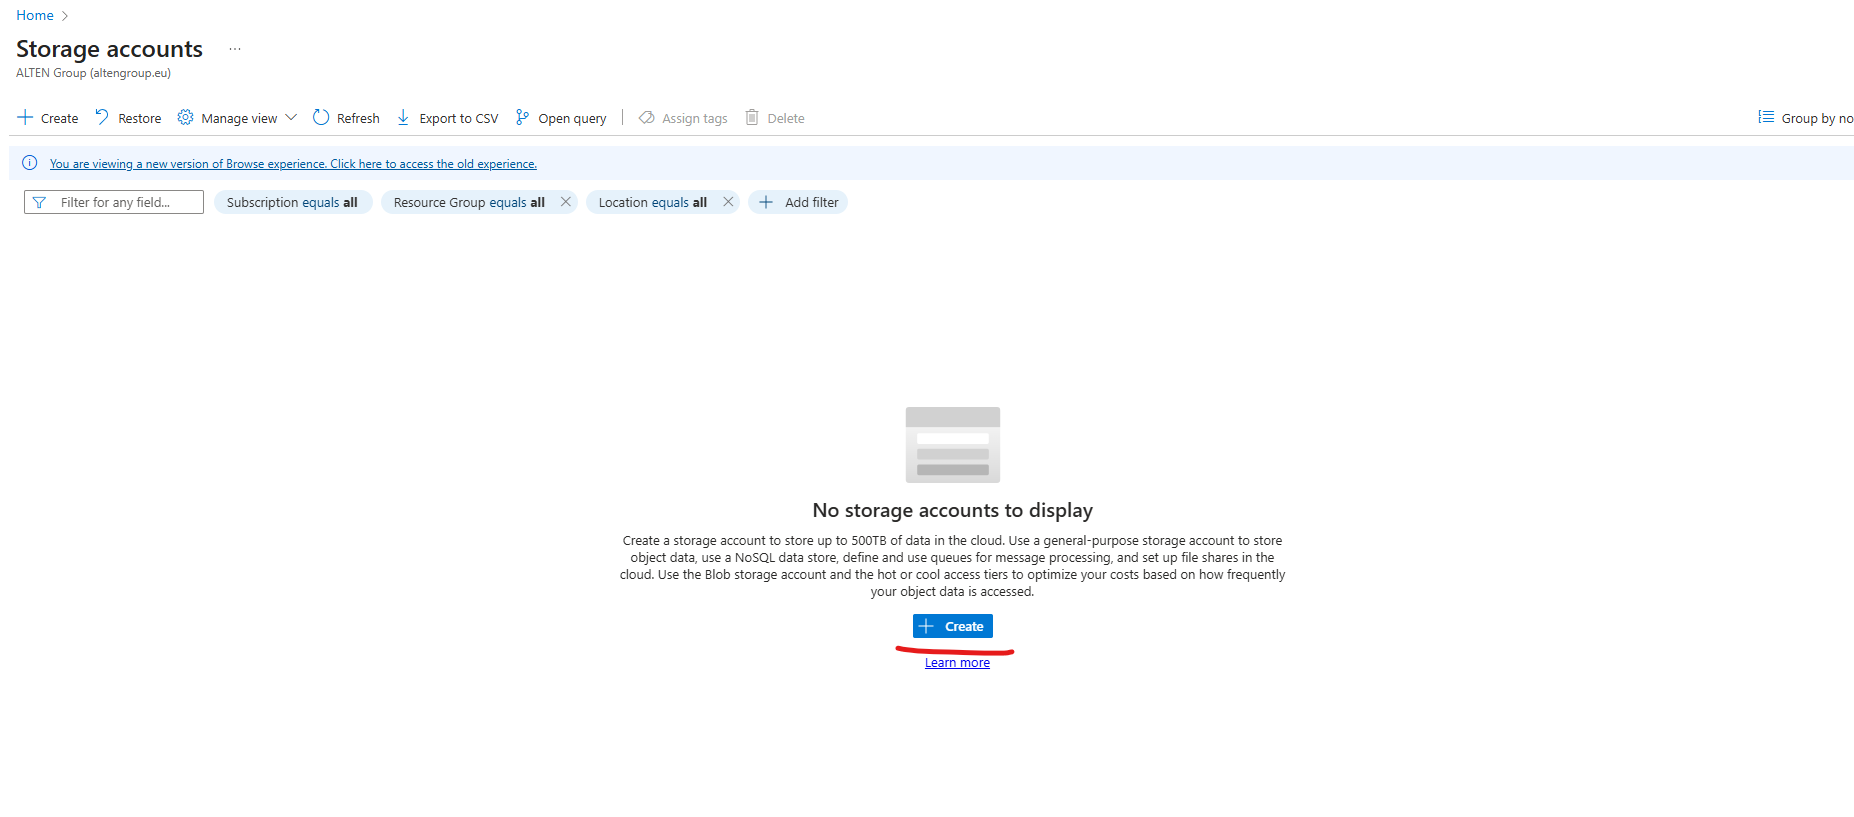 Home
Storage accounts ...
ALTEN Group (altengroup.eu)
Create Restore Manage view Refresh Export to CSV Open query Assign tags Delete Group by no
You are viewing a new version of Browse experience. Click here to access the old experience.
Filter for any field... Subscription equals all Resource Group equals all Location equals all Add filter
No storage accounts to display
Create a storage account to store up to 500TB of data in the cloud. Use a general-purpose storage account to store
object data, use a NoSQL data store, define and use queues for message processing, and set up file shares in the
cloud. Use the Blob storage account and the hot or cool access tiers to optimize your costs based on how frequently
your object data is accessed.
Create
Learn more